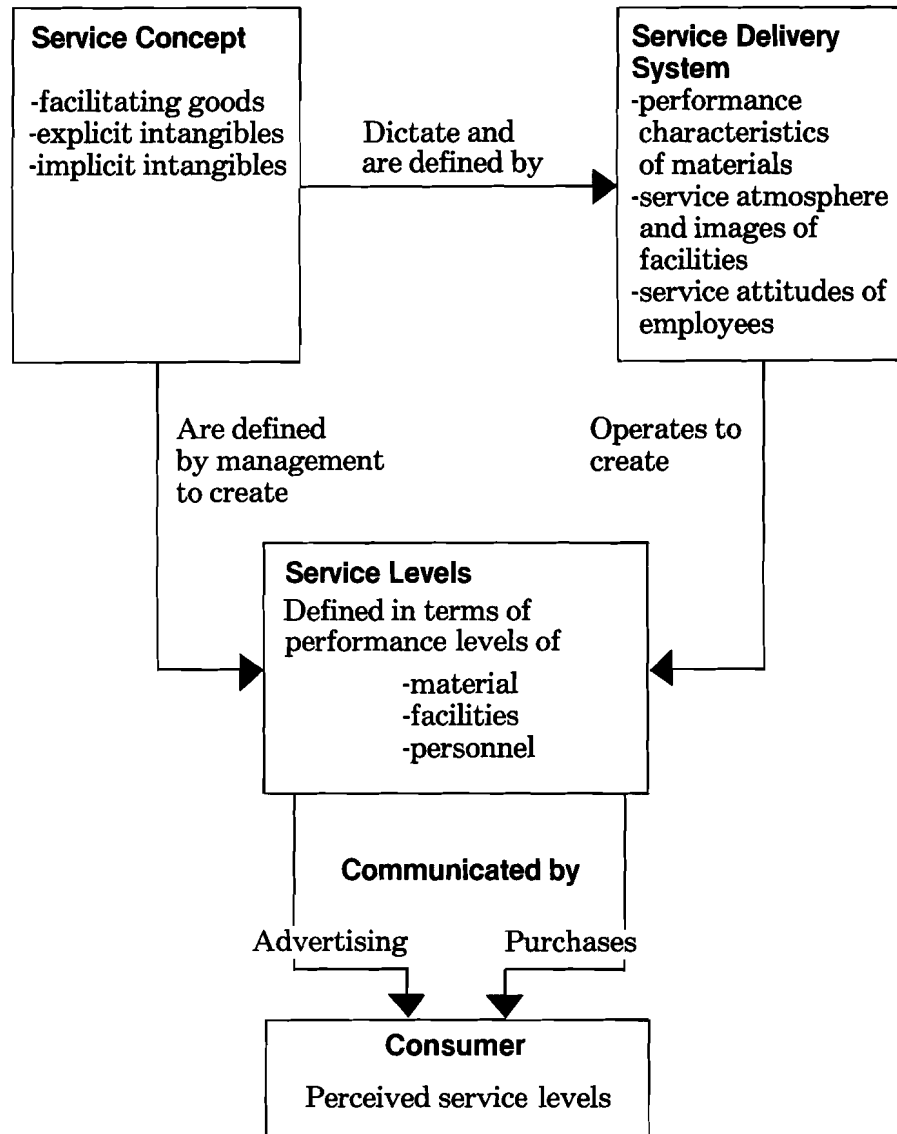 Service Concept
-facilitating goods
-explicit intangibles
-implicit intangibles
Dictate and
are defined by
Service Delivery
System
-performance
characteristics
of materials
-service atmosphere
and images of
facilities
-service attitudes of
employees
Are defined
by management
to create
Operates to
create
Service Levels
Defined in terms of
performance levels of
-material
-facilities
-personnel
Communicated by
Advertising
Purchases
Consumer
Perceived service levels